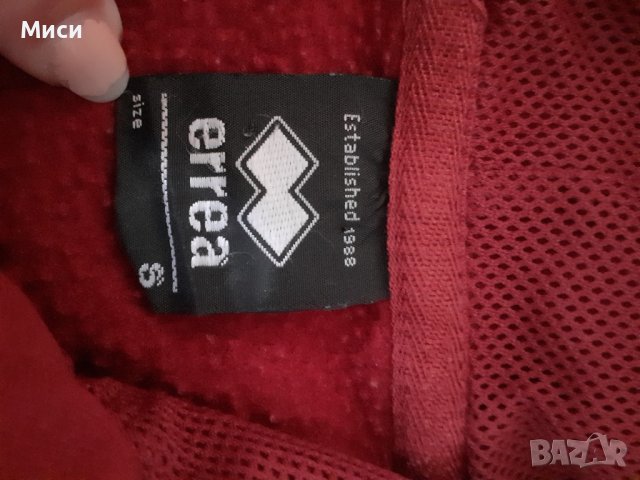 Миси
Established 1988
errea
size S
BAZAR